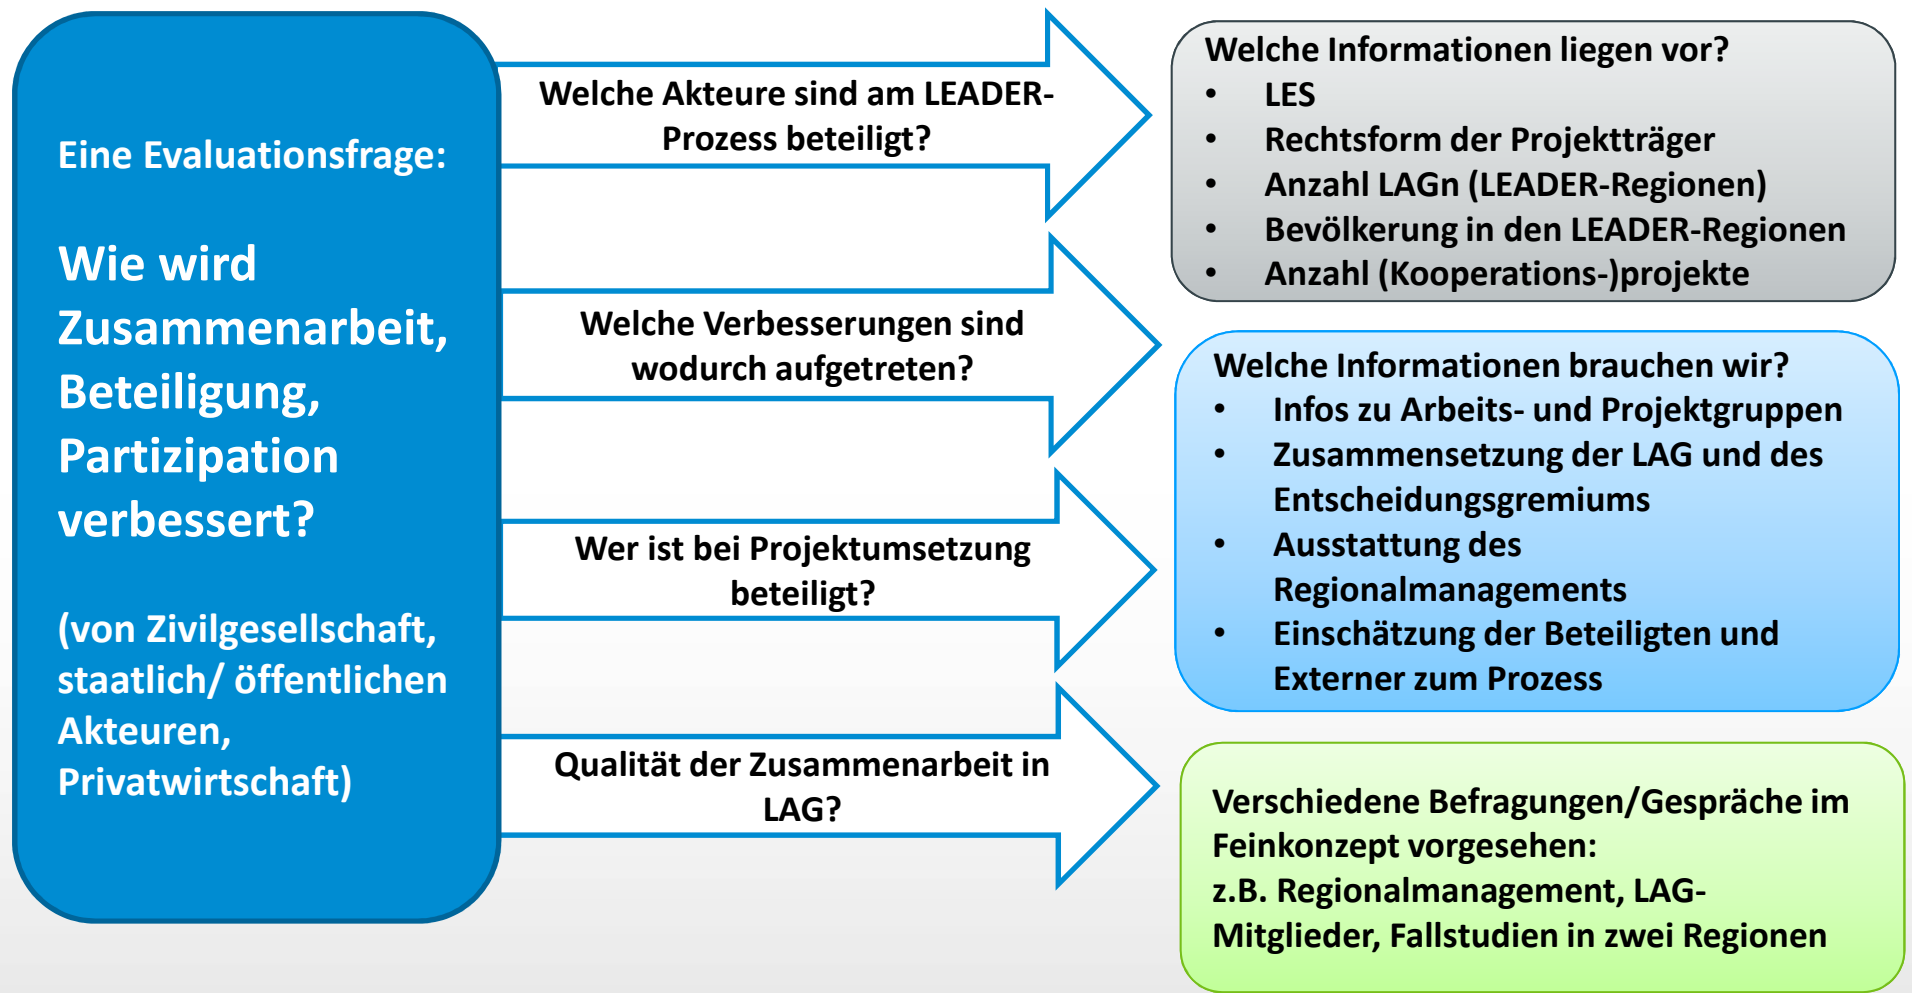 Eine Evaluationsfrage:
Wie wird
Zusammenarbeit,
Beteiligung,
Partizipation
verbessert?
(von Zivilgesellschaft,
staatlich/ öffentlichen
Akteuren,
Privatwirtschaft)
Welche Akteure sind am LEADER-
Prozess beteiligt?
Welche Verbesserungen sind
wodurch aufgetreten?
Wer ist bei Projektumsetzung
beteiligt?
Qualität der Zusammenarbeit in
LAG?
Welche Informationen liegen vor?
• LES
• Rechtsform der Projektträger
• Anzahl LAGn (LEADER-Regionen)
• Bevölkerung in den LEADER-Regionen
• Anzahl (Kooperations-)projekte
Welche Informationen brauchen wir?
• Infos zu Arbeits- und Projektgruppen
• Zusammensetzung der LAG und des
Entscheidungsgremiums
• Ausstattung des
Regionalmanagements
• Einschätzung der Beteiligten und
Externer zum Prozess
Verschiedene Befragungen/Gespräche im
Feinkonzept vorgesehen:
z.B. Regionalmanagement, LAG-
Mitglieder, Fallstudien in zwei Regionen